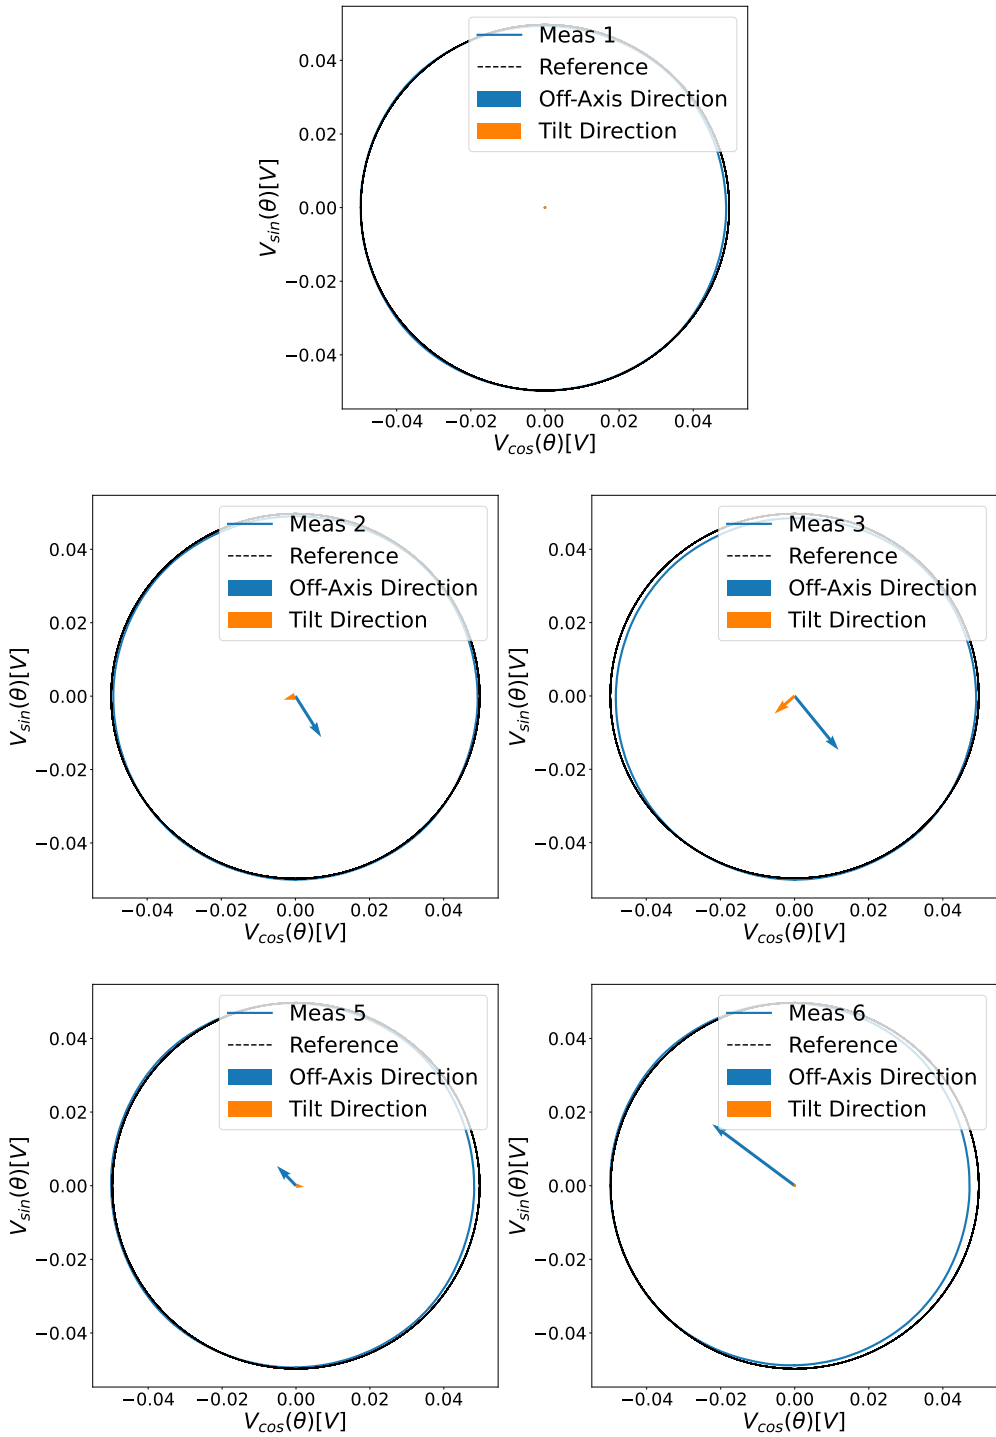 Meas 1
Reference
Off-Axis Direction
Tilt Direction
0.04
0.02
0.00
−0.02
−0.04
V_sin(θ)[V]
−0.04 −0.02 0.00 0.02 0.04
V_cos(θ)[V]
Meas 2
Reference
Off-Axis Direction
Tilt Direction
0.04
0.02
0.00
−0.02
−0.04
V_sin(θ)[V]
−0.04 −0.02 0.00 0.02 0.04
V_cos(θ)[V]
Meas 3
Reference
Off-Axis Direction
Tilt Direction
0.04
0.02
0.00
−0.02
−0.04
V_sin(θ)[V]
−0.04 −0.02 0.00 0.02 0.04
V_cos(θ)[V]
Meas 5
Reference
Off-Axis Direction
Tilt Direction
0.04
0.02
0.00
−0.02
−0.04
V_sin(θ)[V]
−0.04 −0.02 0.00 0.02 0.04
V_cos(θ)[V]
Meas 6
Reference
Off-Axis Direction
Tilt Direction
0.04
0.02
0.00
−0.02
−0.04
V_sin(θ)[V]
−0.04 −0.02 0.00 0.02 0.04
V_cos(θ)[V]